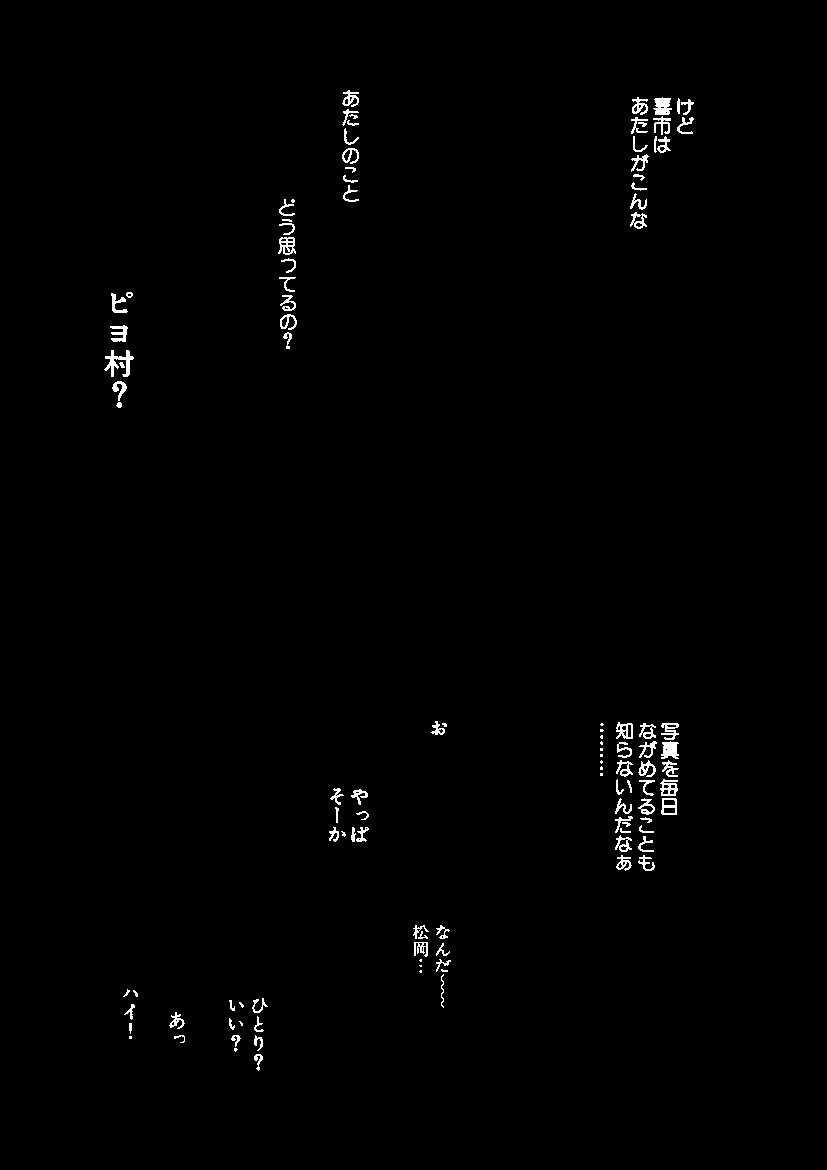 けど
喜市は
あたしがこんな
あたしのこと
どう思ってるの?
ピヨ村?
写真を毎日
ながめてることも
知らないんだなぁ
………
お
やっぱ
そーか
なんだ〜〜〜
松岡…
ひとり?
いい?
あっ
ハイ!